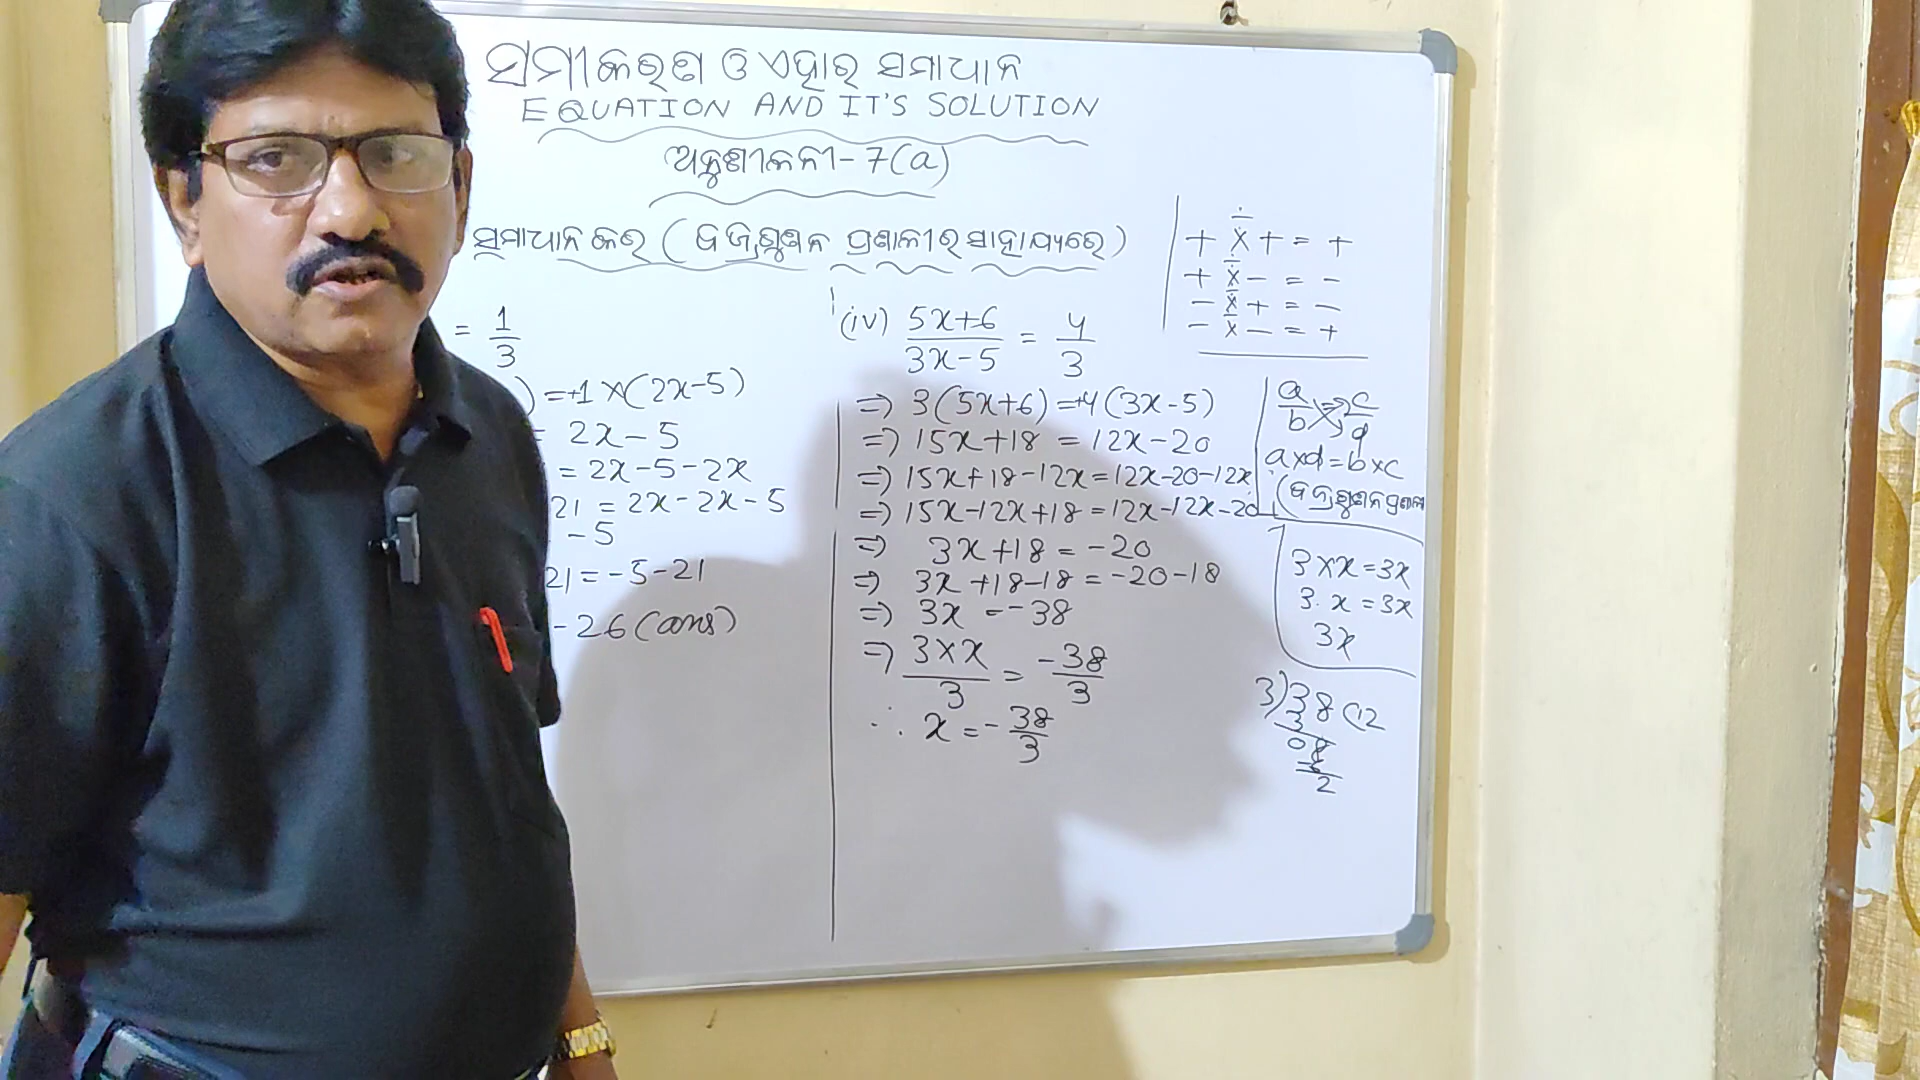 ସମୀକରଣ ଓ ଏହାର ସମାଧାନ
EQUATION AND IT'S SOLUTION
ଅନୁଶୀଳନୀ-7(a)
ସମାଧାନ କର (ବଜ୍ରଗୁଣନ ପ୍ରଣାଳୀର ସାହାଯ୍ୟରେ)
= 1/3
) = +1×(2x-5)
= 2x-5
= 2x-5-2x
21 = 2x-2x-5
-5
21 = -5-21
-26 (ans)
(iv) 5x+6/3x-5 = 4/3
=> 3(5x+6) = +4(3x-5)
=> 15x+18 = 12x-20
=> 15x+18-12x = 12x-20-12x
=> 15x-12x+18 = 12x-12x-20
=> 3x+18 = -20
=> 3x+18-18 = -20-18
=> 3x = -38
=> 3×x/3 = -38/3
∴ x = -38/3
+ ×÷ + = +
+ ×÷ - = -
- ×÷ + = -
- ×÷ - = +
a/b = c/d
a×d = b×c
(ବଜ୍ରଗୁଣନ ପ୍ରଣାଳୀ
3×x = 3x
3.x = 3x
3x
3)38(12
3
08
6
2